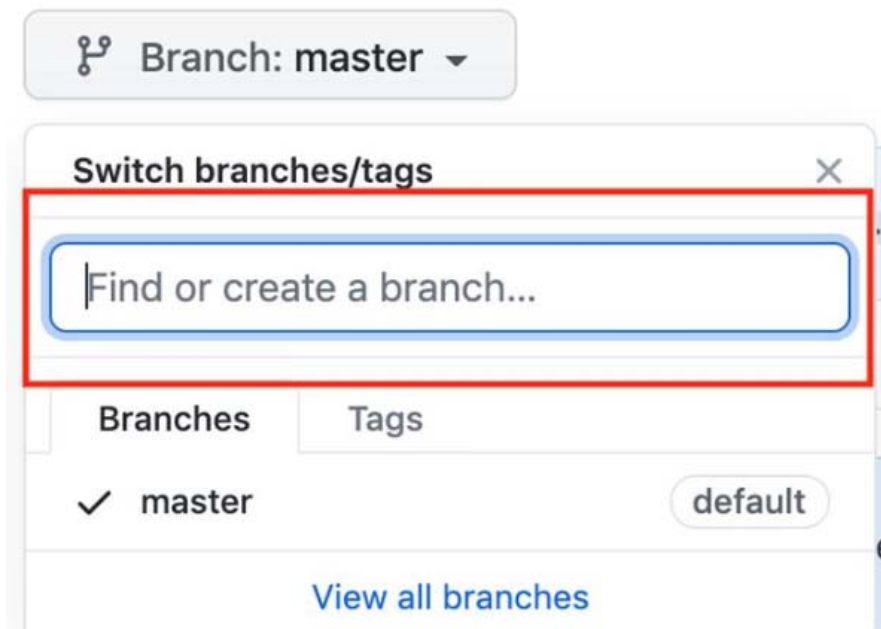 Branch: master
Switch branches/tags
Find or create a branch...
Branches Tags
master default
View all branches